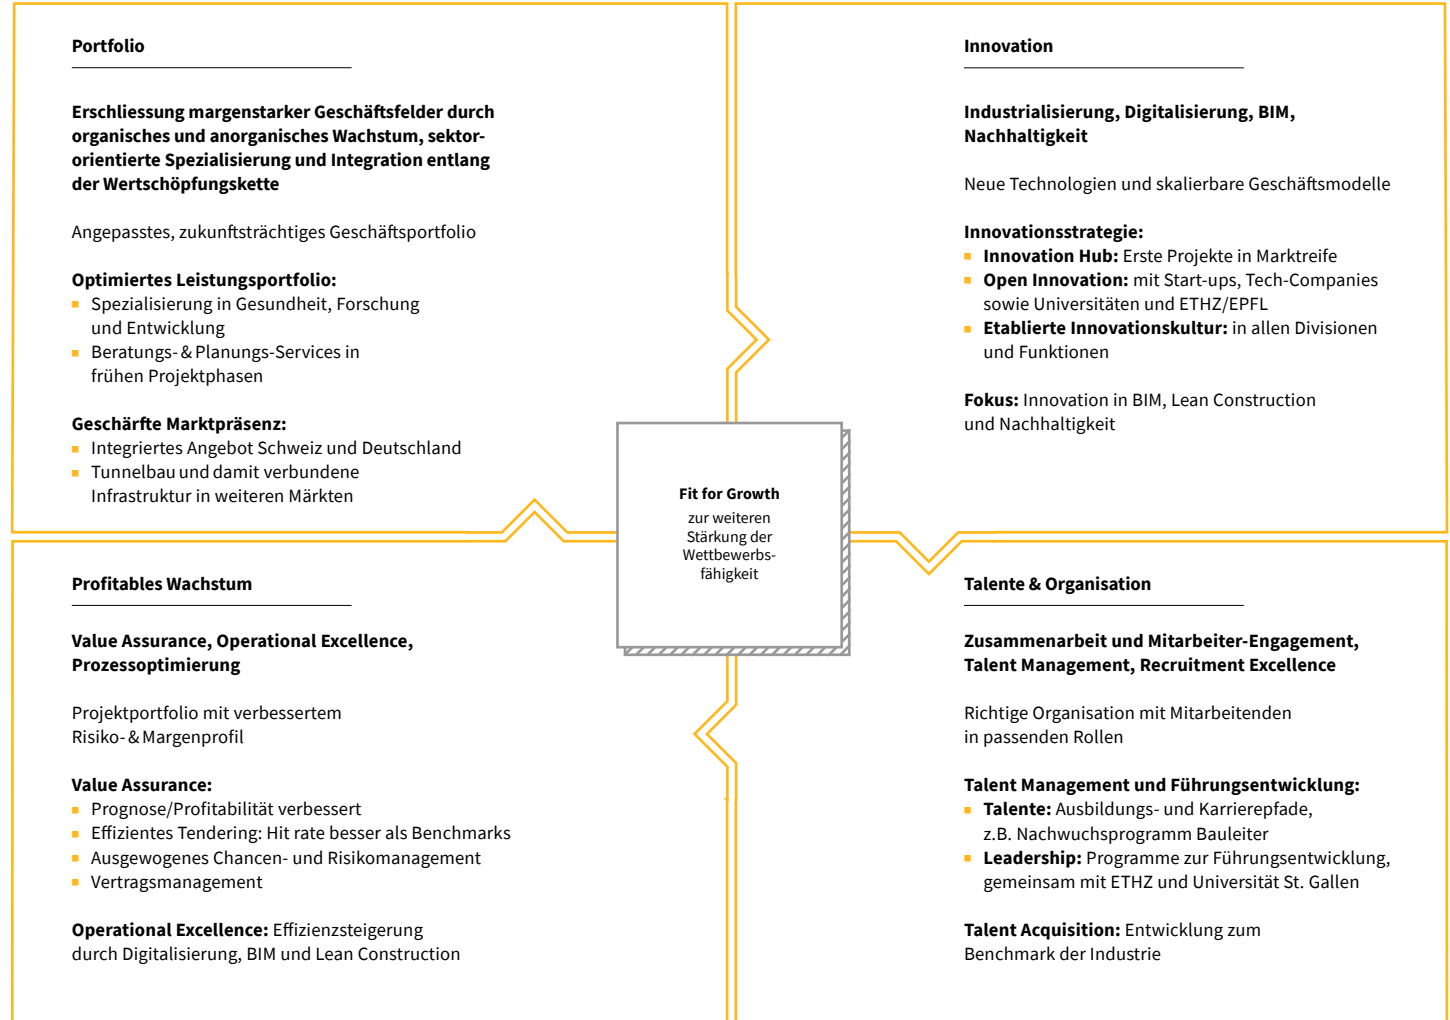 Portfolio
Erschliessung margenstarker Geschäftsfelder durch
organisches und anorganisches Wachstum, sektor-
orientierte Spezialisierung und Integration entlang
der Wertschöpfungskette
Angepasstes, zukunftsträchtiges Geschäftsportfolio
Optimiertes Leistungsportfolio:
Spezialisierung in Gesundheit, Forschung
und Entwicklung
Beratungs- & Planungs-Services in
frühen Projektphasen
Geschärfte Marktpräsenz:
Integriertes Angebot Schweiz und Deutschland
Tunnelbau und damit verbundene
Infrastruktur in weiteren Märkten
Innovation
Industrialisierung, Digitalisierung, BIM,
Nachhaltigkeit
Neue Technologien und skalierbare Geschäftsmodelle
Innovationsstrategie:
Innovation Hub: Erste Projekte in Marktreife
Open Innovation: mit Start-ups, Tech-Companies
sowie Universitäten und ETHZ/EPFL
Etablierte Innovationskultur: in allen Divisionen
und Funktionen
Fokus: Innovation in BIM, Lean Construction
und Nachhaltigkeit
Fit for Growth
zur weiteren
Stärkung der
Wettbewerbs-
fähigkeit
Profitables Wachstum
Value Assurance, Operational Excellence,
Prozessoptimierung
Projektportfolio mit verbessertem
Risiko- & Margenprofil
Value Assurance:
Prognose/Profitabilität verbessert
Effizientes Tendering: Hit rate besser als Benchmarks
Ausgewogenes Chancen- und Risikomanagement
Vertragsmanagement
Operational Excellence: Effizienzsteigerung
durch Digitalisierung, BIM und Lean Construction
Talente & Organisation
Zusammenarbeit und Mitarbeiter-Engagement,
Talent Management, Recruitment Excellence
Richtige Organisation mit Mitarbeitenden
in passenden Rollen
Talent Management und Führungsentwicklung:
Talente: Ausbildungs- und Karrierepfade,
z.B. Nachwuchsprogramm Bauleiter
Leadership: Programme zur Führungsentwicklung,
gemeinsam mit ETHZ und Universität St. Gallen
Talent Acquisition: Entwicklung zum
Benchmark der Industrie